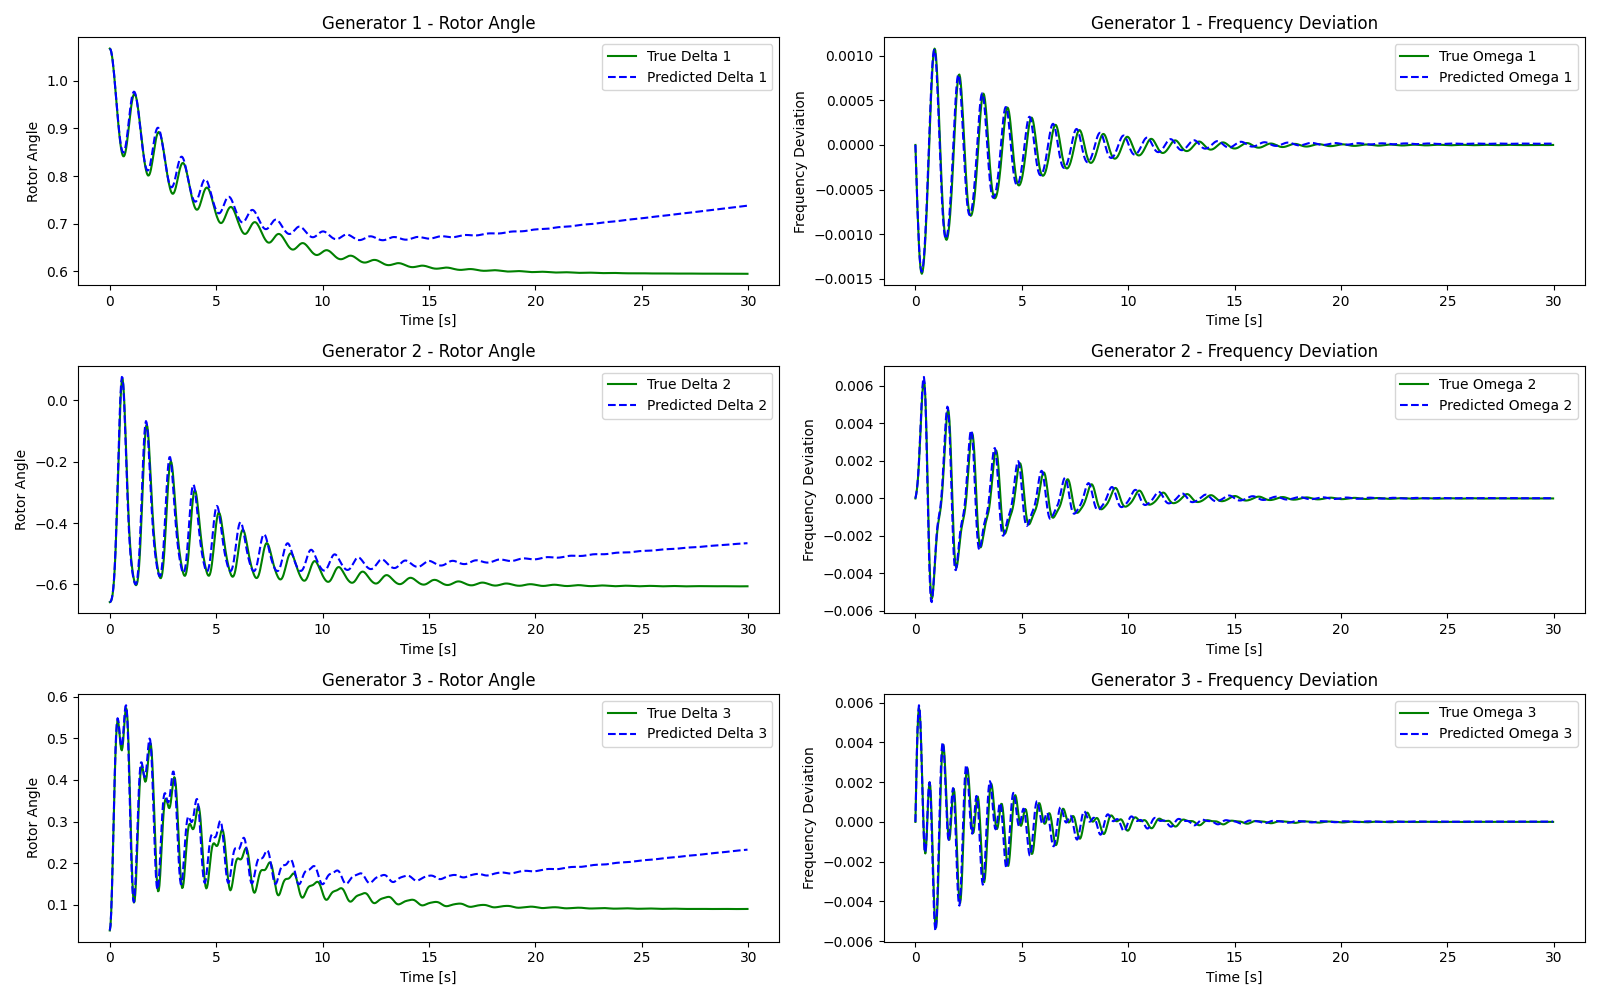 Generator 1 - Rotor Angle
Rotor Angle
1.0
0.9
0.8
0.7
0.6
True Delta 1
Predicted Delta 1
0 5 10 15 20 25 30
Time [s]
Generator 1 - Frequency Deviation
Frequency Deviation
0.0010
0.0005
0.0000
−0.0005
−0.0010
−0.0015
True Omega 1
Predicted Omega 1
0 5 10 15 20 25 30
Time [s]
Generator 2 - Rotor Angle
Rotor Angle
0.0
−0.2
−0.4
−0.6
True Delta 2
Predicted Delta 2
0 5 10 15 20 25 30
Time [s]
Generator 2 - Frequency Deviation
Frequency Deviation
0.006
0.004
0.002
0.000
−0.002
−0.004
−0.006
True Omega 2
Predicted Omega 2
0 5 10 15 20 25 30
Time [s]
Generator 3 - Rotor Angle
Rotor Angle
0.6
0.5
0.4
0.3
0.2
0.1
True Delta 3
Predicted Delta 3
0 5 10 15 20 25 30
Time [s]
Generator 3 - Frequency Deviation
Frequency Deviation
0.006
0.004
0.002
0.000
−0.002
−0.004
−0.006
True Omega 3
Predicted Omega 3
0 5 10 15 20 25 30
Time [s]